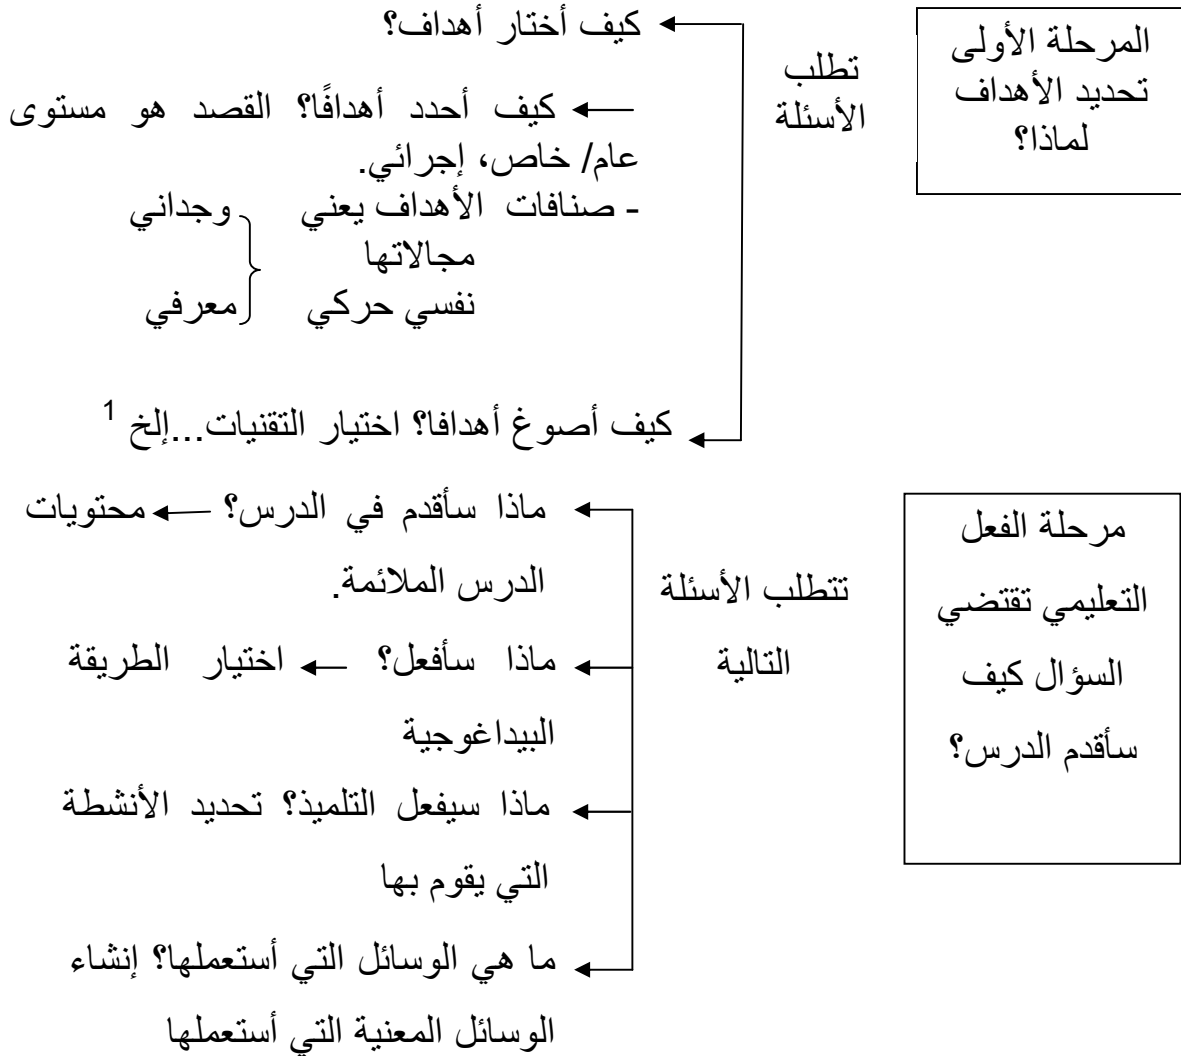 المرحلة الأولى
تحديد الأهداف
لماذا؟
تطلب
الأسئلة
كيف أختار أهداف؟
كيف أحدد أهدافًا؟ القصد هو مستوى
عام/ خاص، إجرائي.
- صنافات الأهداف يعني وجداني
مجالاتها
نفسي حركي معرفي
كيف أصوغ أهدافا؟ اختيار التقنيات...إلخ 1
مرحلة الفعل
التعليمي تقتضي
السؤال كيف
سأقدم الدرس؟
تتطلب الأسئلة
التالية
ماذا سأقدم في الدرس؟ محتويات
الدرس الملائمة.
ماذا سأفعل؟ اختيار الطريقة
البيداغوجية
ماذا سيفعل التلميذ؟ تحديد الأنشطة
التي يقوم بها
ما هي الوسائل التي أستعملها؟ إنشاء
الوسائل المعنية التي أستعملها